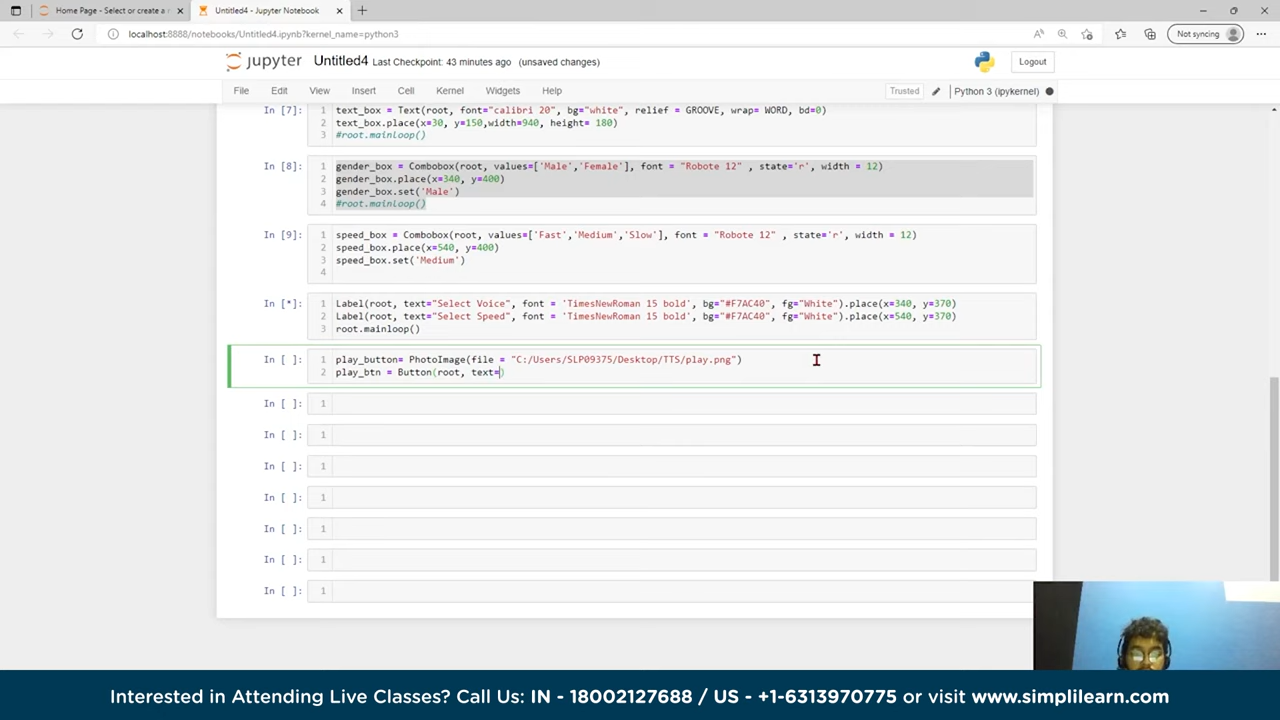 Home Page - Select or create a n
Untitled4 - Jupyter Notebook
localhost:8888/notebooks/Untitled4.ipynb?kernel_name=python3
Not syncing
jupyter Untitled4 Last Checkpoint: 43 minutes ago (unsaved changes)
Logout
File Edit View Insert Cell Kernel Widgets Help
Trusted
Python 3 (ipykernel)
In [7]: 1 text_box = Text(root, font="calibri 20", bg="white", relief = GROOVE, wrap= WORD, bd=0)
2 text_box.place(x=30, y=150,width=940, height= 180)
3 #root.mainloop()
In [8]: 1 gender_box = Combobox(root, values=['Male','Female'], font = "Robote 12" , state='r', width = 12)
2 gender_box.place(x=340, y=400)
3 gender_box.set('Male')
4 #root.mainloop()
In [9]: 1 speed_box = Combobox(root, values=['Fast','Medium','Slow'], font = "Robote 12" , state='r', width = 12)
2 speed_box.place(x=540, y=400)
3 speed_box.set('Medium')
4
In [*]: 1 Label(root, text="Select Voice", font = 'TimesNewRoman 15 bold', bg="#F7AC40", fg="White").place(x=340, y=370)
2 Label(root, text="Select Speed", font = 'TimesNewRoman 15 bold', bg="#F7AC40", fg="White").place(x=540, y=370)
3 root.mainloop()
In [ ]: 1 play_button= PhotoImage(file = "C:/Users/SLP09375/Desktop/TTS/play.png")
2 play_btn = Button(root, text=)
In [ ]: 1
In [ ]: 1
In [ ]: 1
In [ ]: 1
In [ ]: 1
In [ ]: 1
In [ ]: 1
Interested in Attending Live Classes? Call Us: IN - 18002127688 / US - +1-6313970775 or visit www.simplilearn.com